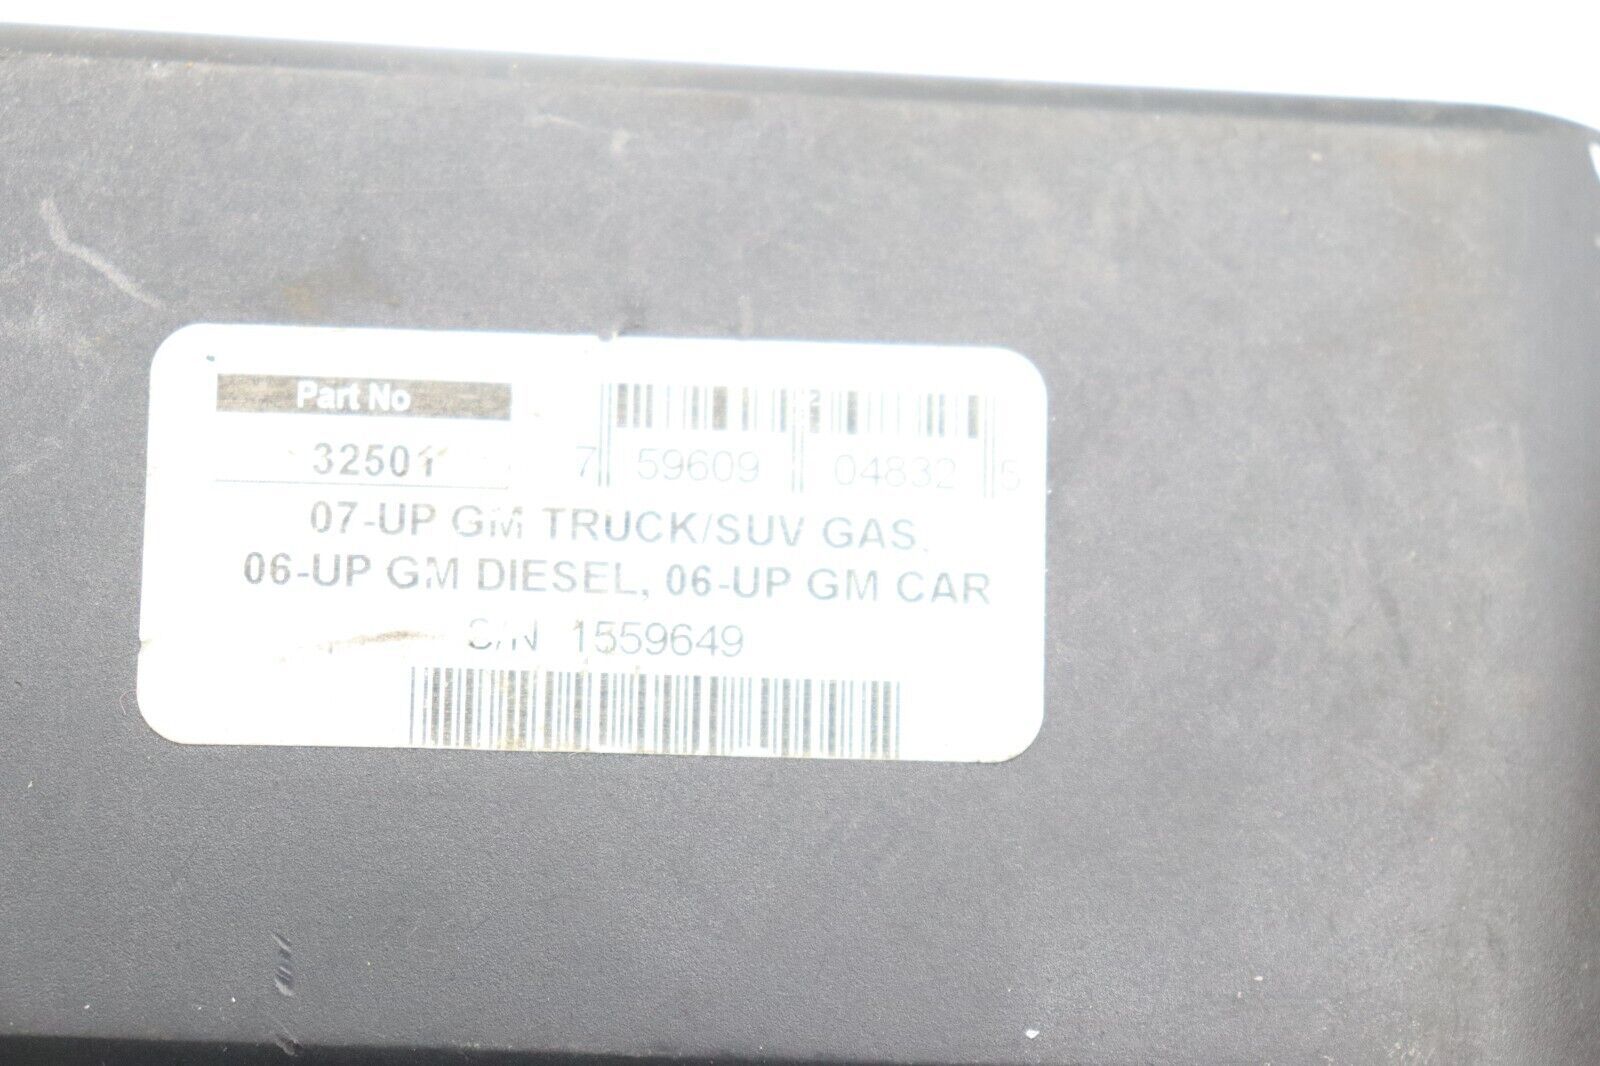 Part No
32501
2
7 59609 04832 5
07-UP GM TRUCK/SUV GAS,
06-UP GM DIESEL, 06-UP GM CAR
S/N 1559649